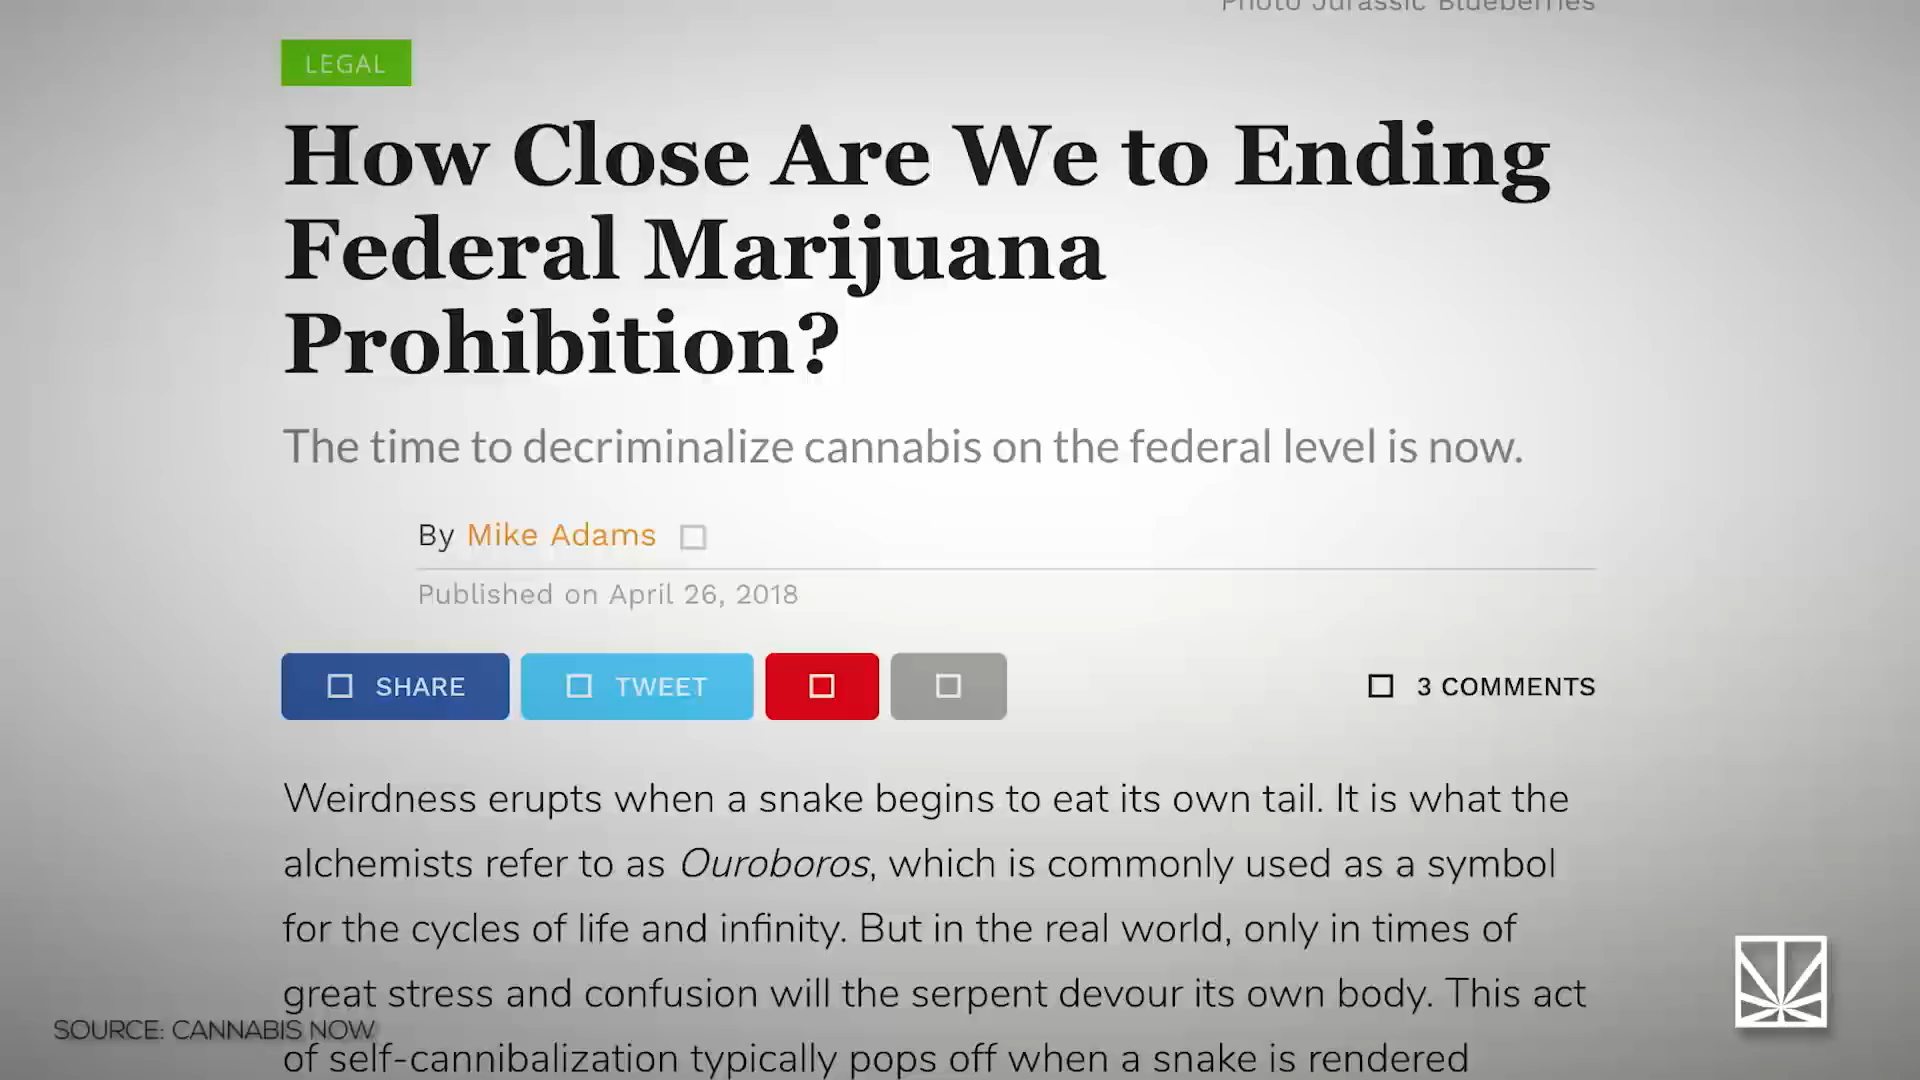 Photo Jurassic Blueberries
LEGAL
How Close Are We to Ending
Federal Marijuana
Prohibition?
The time to decriminalize cannabis on the federal level is now.
By Mike Adams
Published on April 26, 2018
SHARE
TWEET
3 COMMENTS
Weirdness erupts when a snake begins to eat its own tail. It is what the
alchemists refer to as Ouroboros, which is commonly used as a symbol
for the cycles of life and infinity. But in the real world, only in times of
great stress and confusion will the serpent devour its own body. This act
SOURCE: CANNABIS NOW
of self-cannibalization typically pops off when a snake is rendered